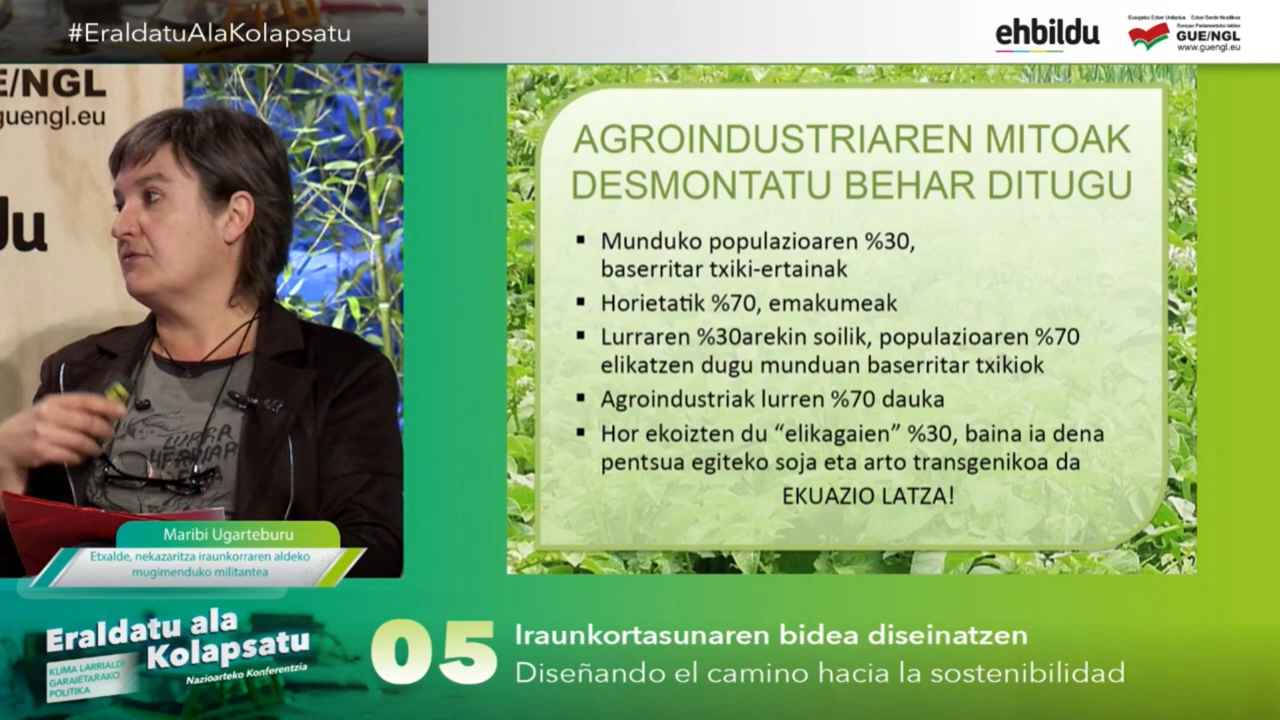 #EraldatuAlaKolapsatu
ehbildu
GUE/NGL
www.guengl.eu
E/NGL
guengl.eu
du
AGROINDUSTRIAREN MITOAK
DESMONTATU BEHAR DITUGU
▪ Munduko populazioaren %30,
baserritar txiki-ertainak
▪ Horietatik %70, emakumeak
▪ Lurraren %30arekin soilik, populazioaren %70
elikatzen dugu munduan baserritar txikiok
▪ Agroindustriak lurren %70 dauka
▪ Hor ekoizten du “elikagaien” %30, baina ia dena
pentsua egiteko soja eta arto transgenikoa da
EKUAZIO LATZA!
LURRA
Maribi Ugarteburu
Etxalde, nekazaritza iraunkorraren aldeko
mugimenduko militantea
Eraldatu ala
Kolapsatu
Nazioarteko Konferentzia
KLIMA LARRIALDI
GARAIETARAKO
POLITIKA
05
Iraunkortasunaren bidea diseinatzen
Diseñando el camino hacia la sostenibilidad